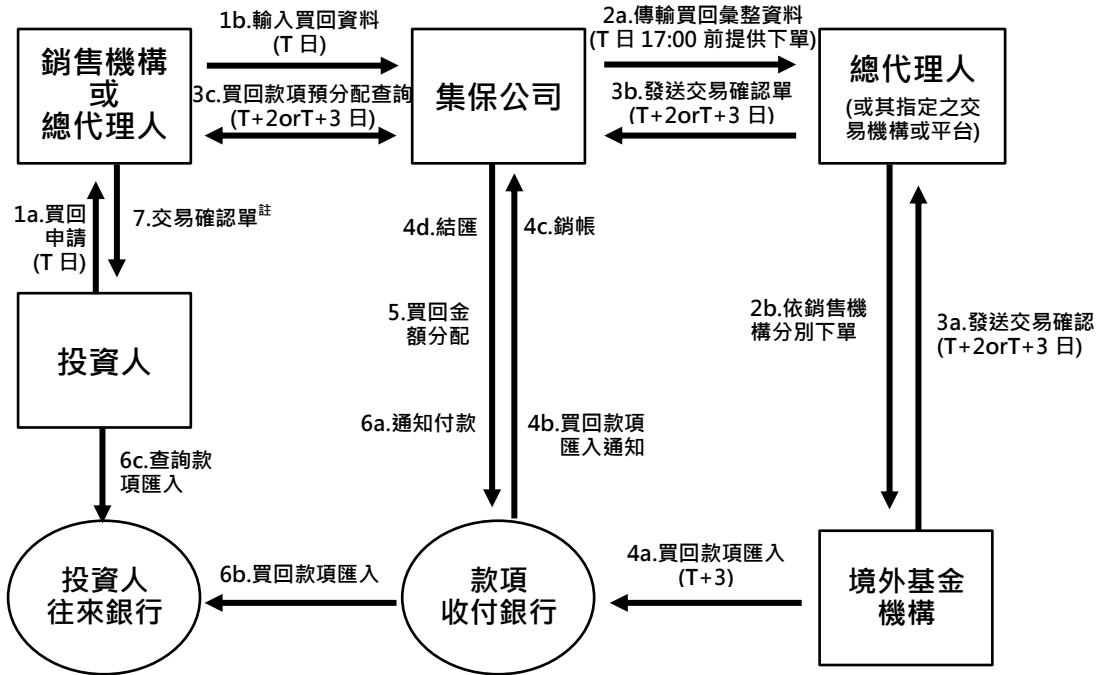 銷售機構
或
總代理人
1b.輸入買回資料
(T 日)
3c.買回款項預分配查詢
(T+2orT+3 日)
集保公司
2a.傳輸買回彙整資料
(T 日 17:00 前提供下單)
3b.發送交易確認單
(T+2orT+3 日)
總代理人
(或其指定之交
易機構或平台)
1a.買回
申請
(T 日)
7.交易確認單註
4d.結匯
4c.銷帳
2b.依銷售機
構分別下單
3a.發送交易確認
(T+2orT+3 日)
投資人
5.買回金
額分配
6a.通知付款
4b.買回款項
匯入通知
6c.查詢款
項匯入
投資人
往來銀行
6b.買回款項匯入
款項
收付銀行
4a.買回款項匯入
(T+3)
境外基金
機構